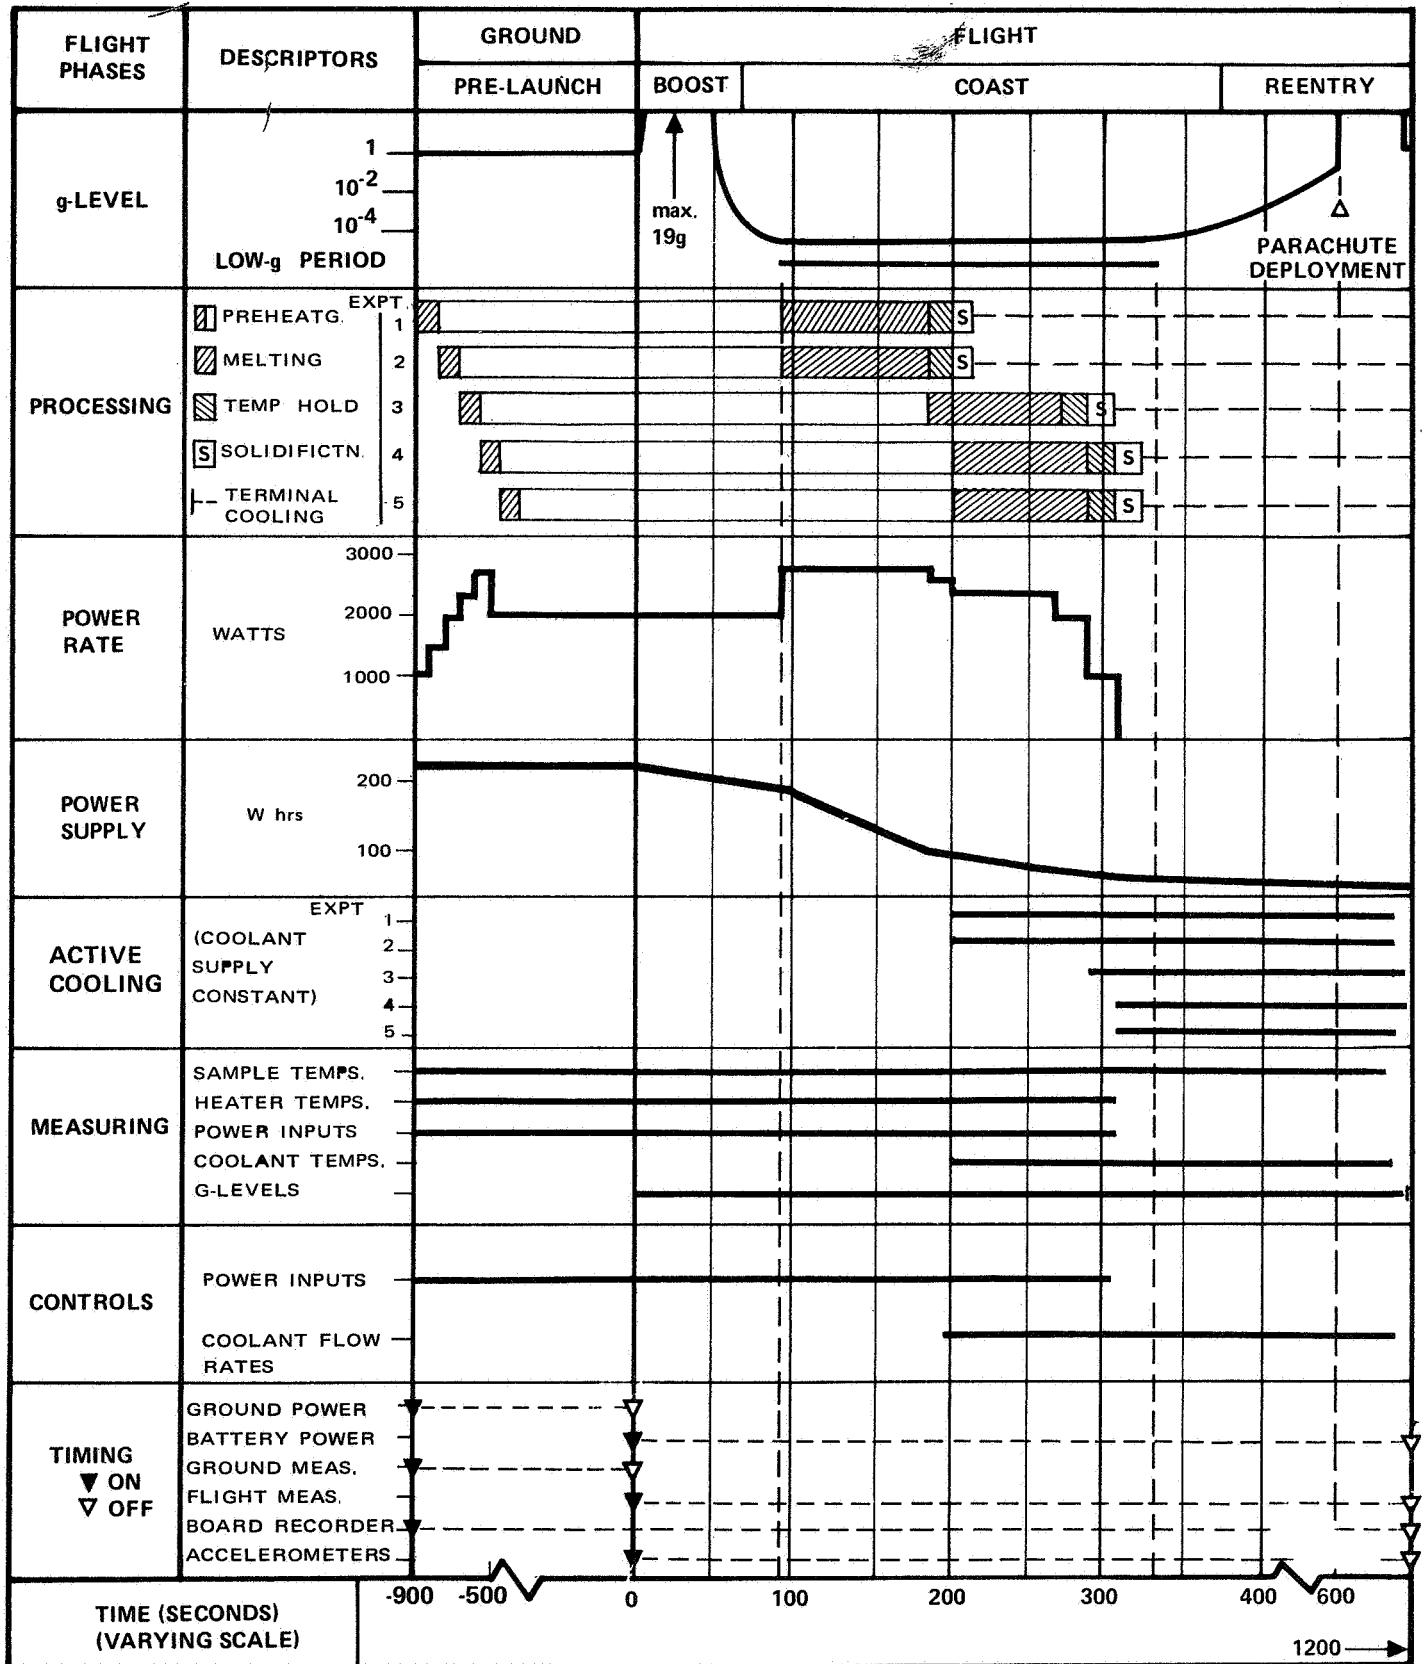 FLIGHT PHASES
DESCRIPTORS
GROUND
FLIGHT
PRE-LAUNCH
BOOST
COAST
REENTRY
g-LEVEL
1
10-2
10-4
LOW-g PERIOD
max.
19g
PARACHUTE
DEPLOYMENT
PROCESSING
EXPT.
PREHEATG.
1
S
MELTING
2
S
TEMP HOLD
3
S
S SOLIDIFICTN.
4
S
TERMINAL
COOLING
5
S
POWER
RATE
WATTS
3000
2000
1000
POWER
SUPPLY
W hrs
200
100
ACTIVE
COOLING
EXPT
(COOLANT
SUPPLY
CONSTANT)
1
2
3
4
5
MEASURING
SAMPLE TEMPS.
HEATER TEMPS.
POWER INPUTS
COOLANT TEMPS.
G-LEVELS
CONTROLS
POWER INPUTS
COOLANT FLOW
RATES
TIMING
▼ ON
▽ OFF
GROUND POWER
BATTERY POWER
GROUND MEAS.
FLIGHT MEAS.
BOARD RECORDER
ACCELEROMETERS
TIME (SECONDS)
(VARYING SCALE)
-900 -500 0 100 200 300 400 600
1200